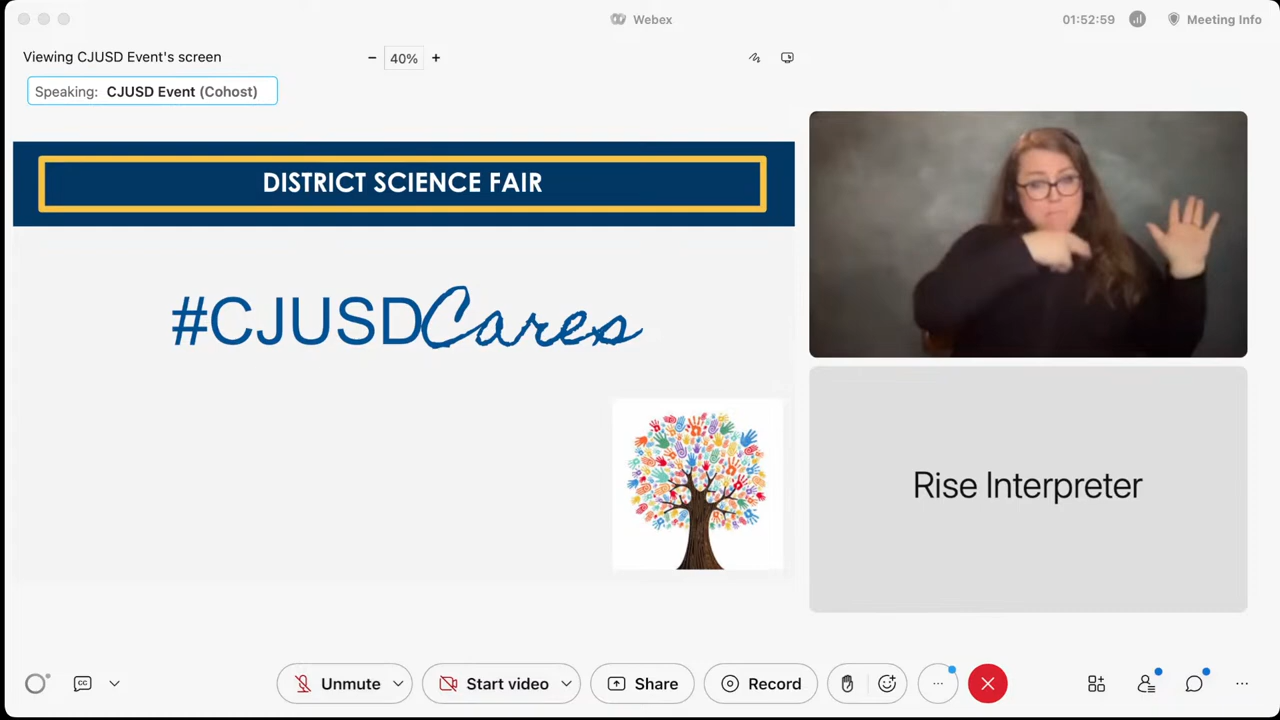 Webex
01:52:59
Meeting Info
Viewing CJUSD Event's screen
− 40% +
Speaking: CJUSD Event (Cohost)
DISTRICT SCIENCE FAIR
#CJUSDCares
Rise Interpreter
CC
Unmute
Start video
Share
Record